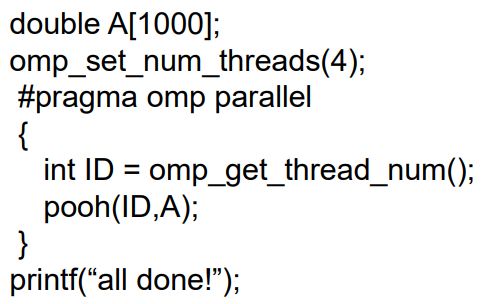 double A[1000];
omp_set_num_threads(4);
#pragma omp parallel
{
int ID = omp_get_thread_num();
pooh(ID,A);
}
printf(“all done!”);